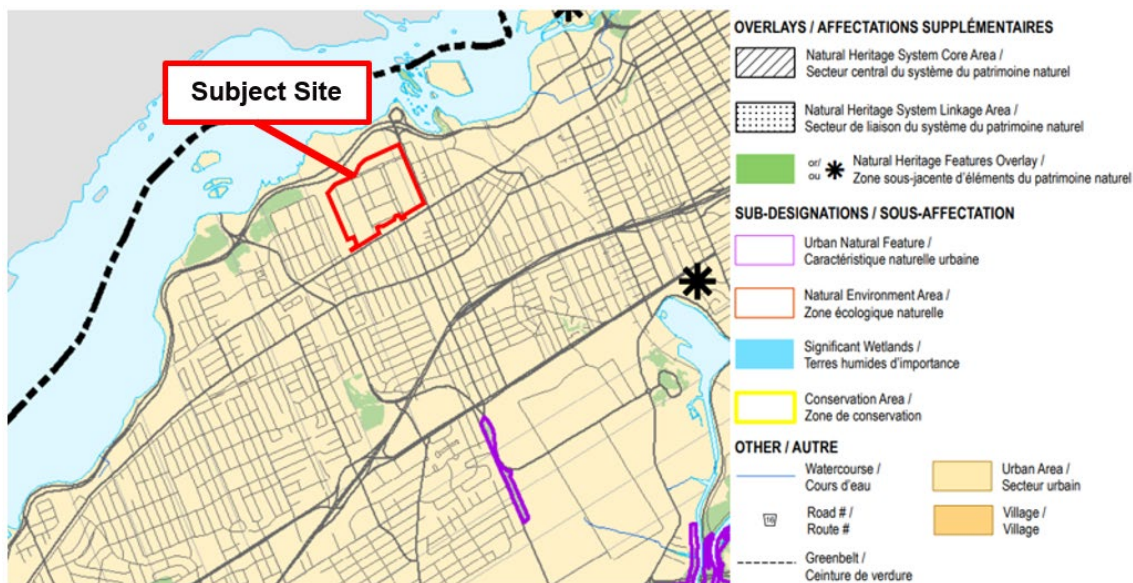 Subject Site
OVERLAYS / AFFECTATIONS SUPPLÉMENTAIRES
Natural Heritage System Core Area /
Secteur central du système du patrimoine naturel
Natural Heritage System Linkage Area /
Secteur de liaison du système du patrimoine naturel
or/
ou
Natural Heritage Features Overlay /
Zone sous-jacente d'éléments du patrimoine naturel
SUB-DESIGNATIONS / SOUS-AFFECTATION
Urban Natural Feature /
Caractéristique naturelle urbaine
Natural Environment Area /
Zone écologique naturelle
Significant Wetlands /
Terres humides d'importance
Conservation Area /
Zone de conservation
OTHER / AUTRE
Watercourse /
Cours d'eau
Urban Area /
Secteur urbain
16
Road # /
Route #
Village /
Village
Greenbelt /
Ceinture de verdure